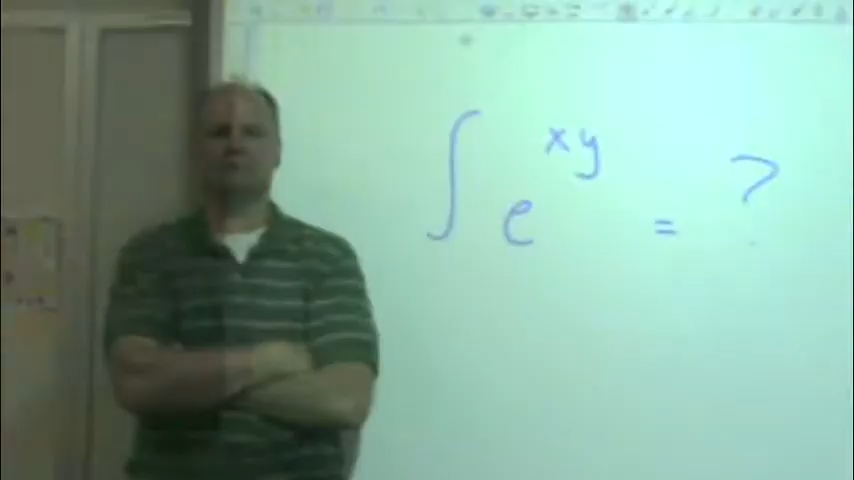 ∫ e^xy = ?